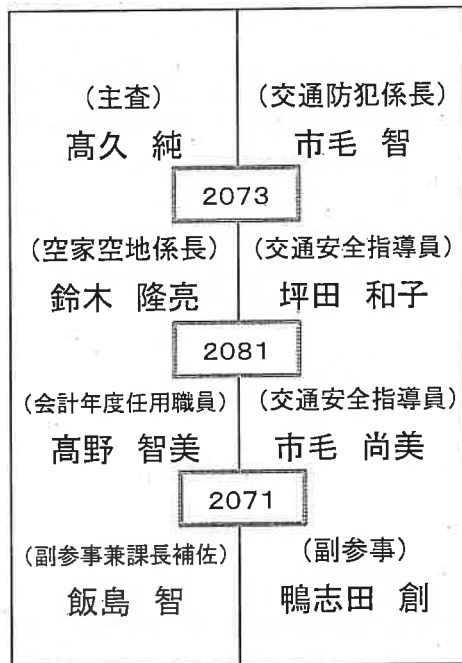 (主査)
髙久 純
(交通防犯係長)
市毛 智
2073
(空家空地係長)
鈴木 隆亮
(交通安全指導員)
坪田 和子
2081
(会計年度任用職員)
髙野 智美
(交通安全指導員)
市毛 尚美
2071
(副参事兼課長補佐)
飯島 智
(副参事)
鴨志田 創